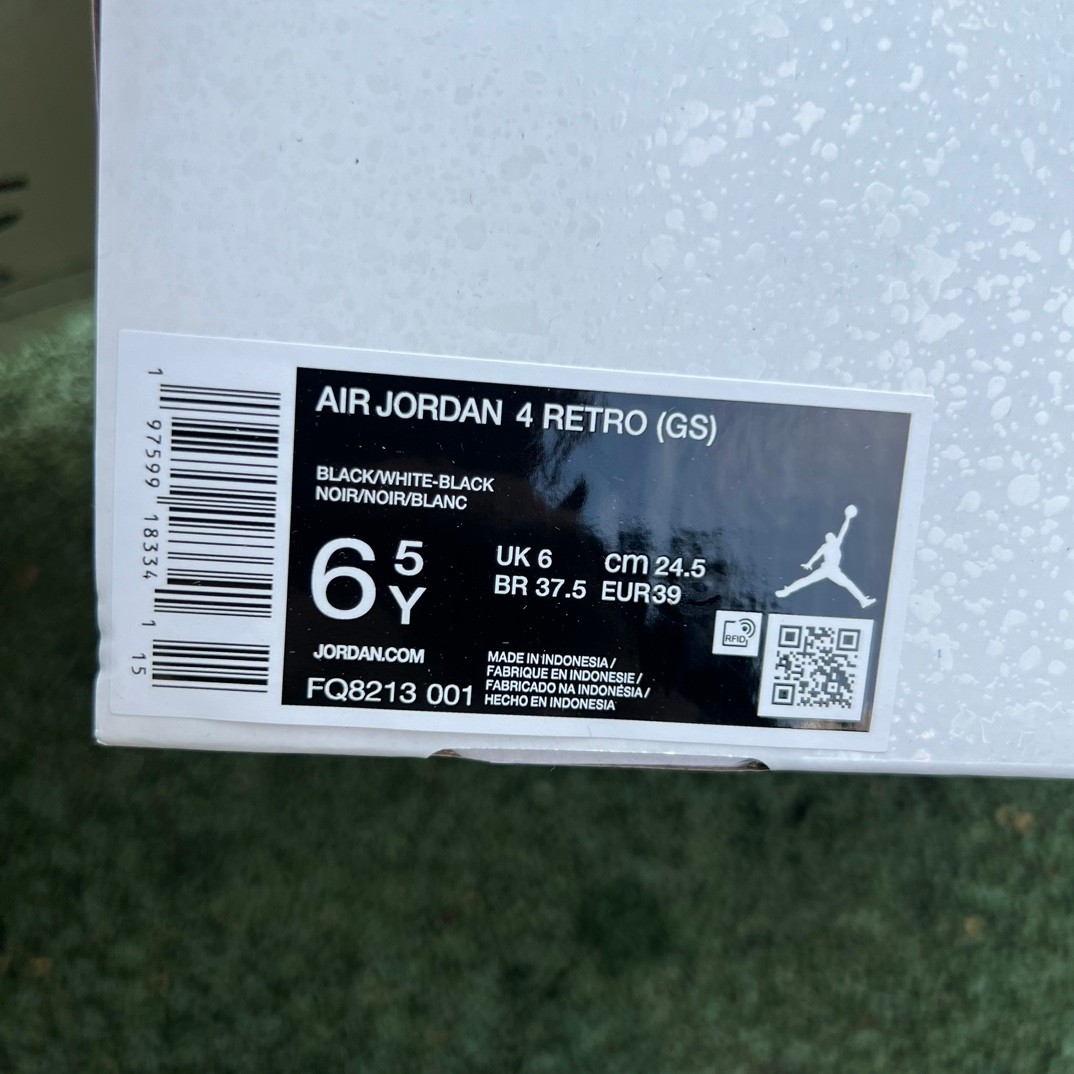 1
97599
18334
1
15
AIR JORDAN 4 RETRO (GS)
BLACK/WHITE-BLACK
NOIR/NOIR/BLANC
6 5 Y
UK 6 cm 24.5
BR 37.5 EUR39
RFID
JORDAN.COM
FQ8213 001
MADE IN INDONESIA /
FABRIQUE EN INDONESIE /
FABRICADO NA INDONÉSIA /
HECHO EN INDONESIA